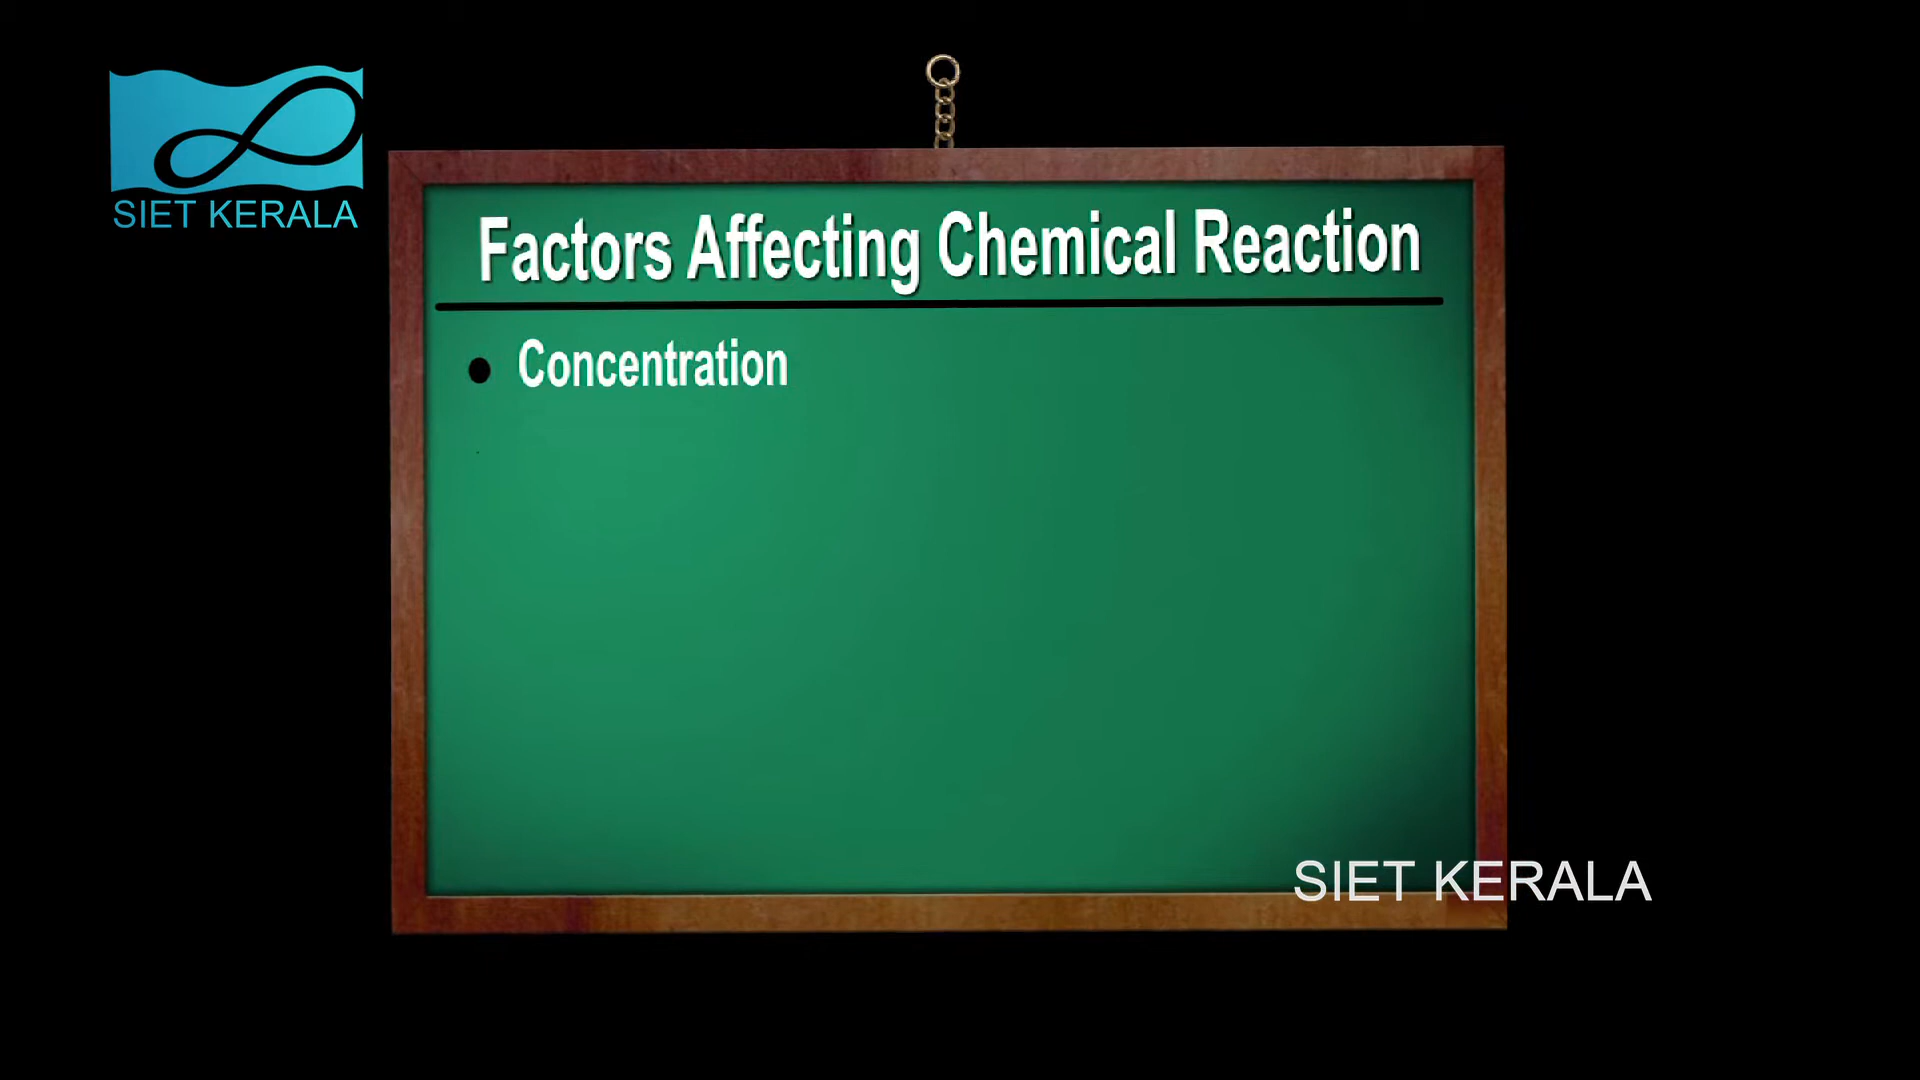 SIET KERALA
Factors Affecting Chemical Reaction
Concentration
SIET KERALA